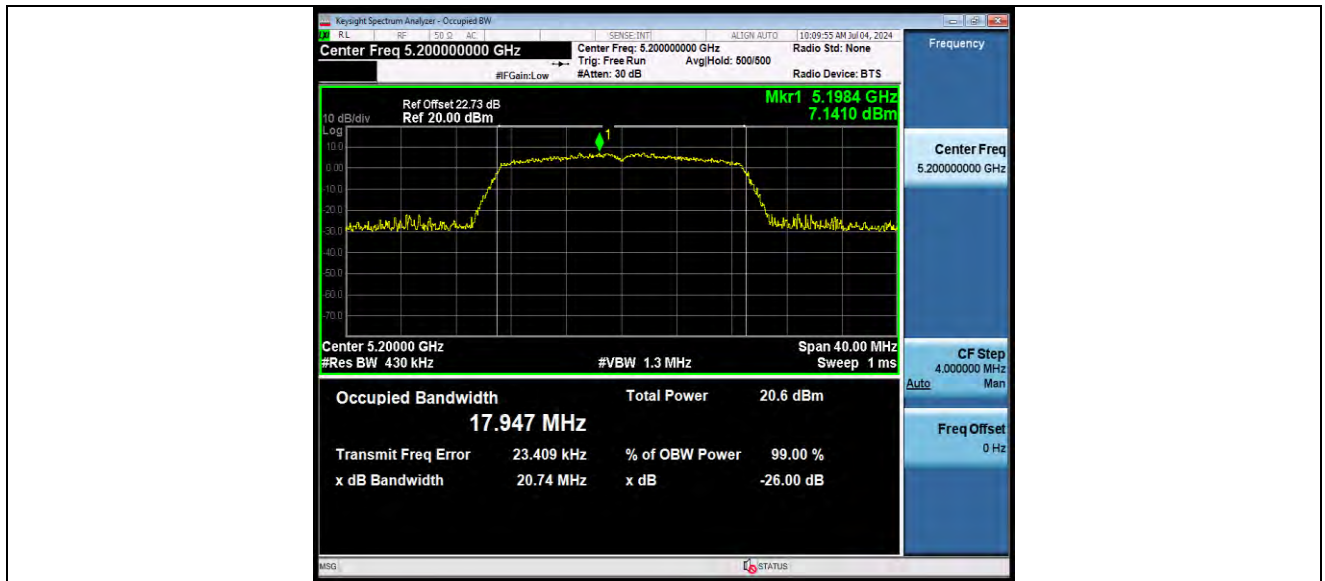 Keysight Spectrum Analyzer - Occupied BW
RL RF 50 Ω AC SENSE:INT ALIGN AUTO 10:09:55 AM Jul 04, 2024
Center Freq 5.200000000 GHz
Center Freq: 5.200000000 GHz
Radio Std: None
Trig: Free Run Avg|Hold: 500/500
#IFGain:Low
#Atten: 30 dB
Radio Device: BTS
Frequency
Mkr1 5.1984 GHz
7.1410 dBm
Ref Offset 22.73 dB
10 dB/div Ref 20.00 dBm
Log
1
10.0
0.00
-10.0
-20.0
-30.0
-40.0
-50.0
-60.0
-70.0
Center Freq
5.200000000 GHz
Center 5.20000 GHz
Span 40.00 MHz
#Res BW 430 kHz
#VBW 1.3 MHz
Sweep 1 ms
CF Step
4.000000 MHz
Auto Man
Occupied Bandwidth
Total Power 20.6 dBm
17.947 MHz
Transmit Freq Error 23.409 kHz
% of OBW Power 99.00 %
x dB Bandwidth 20.74 MHz
x dB -26.00 dB
Freq Offset
0 Hz
MSG
STATUS